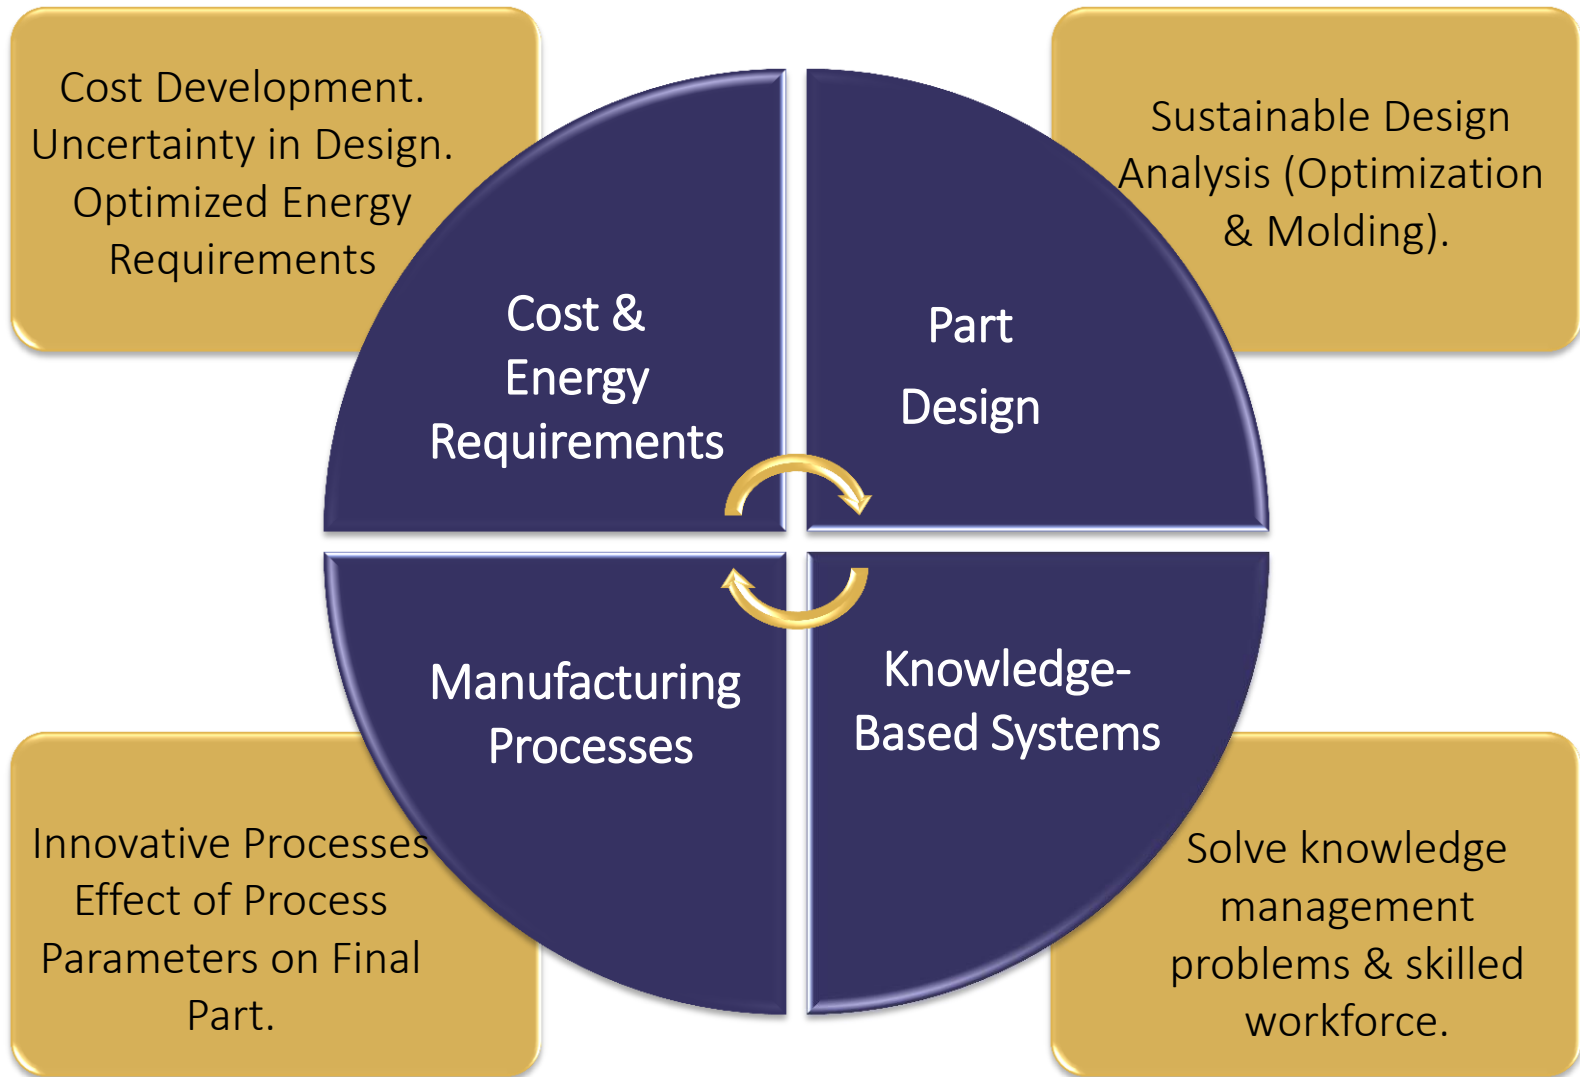 Cost Development.
Uncertainty in Design.
Optimized Energy
Requirements
Sustainable Design
Analysis (Optimization
& Molding).
Cost &
Energy
Requirements
Part
Design
Manufacturing
Processes
Knowledge-
Based Systems
Innovative Processes
Effect of Process
Parameters on Final
Part.
Solve knowledge
management
problems & skilled
workforce.